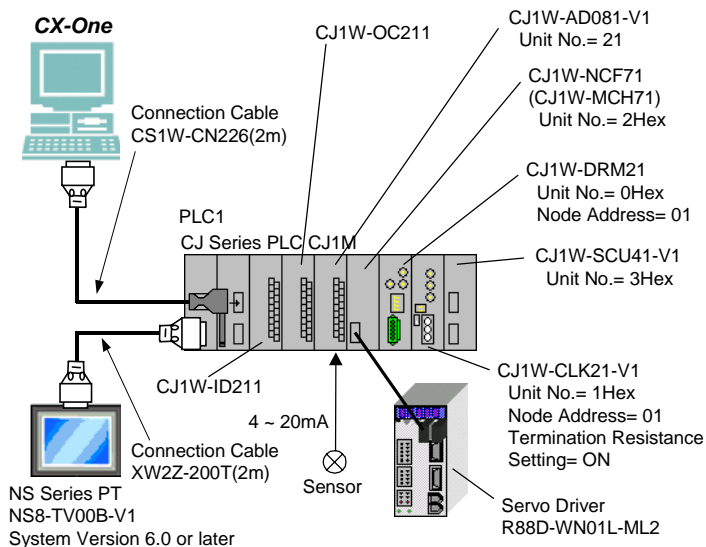 CX-One
CJ1W-OC211
CJ1W-AD081-V1
Unit No.= 21
CJ1W-NCF71
(CJ1W-MCH71)
Unit No.= 2Hex
Connection Cable
CS1W-CN226(2m)
CJ1W-DRM21
Unit No.= 0Hex
Node Address= 01
PLC1
CJ Series PLC CJ1M
CJ1W-SCU41-V1
Unit No.= 3Hex
CJ1W-ID211
CJ1W-CLK21-V1
Unit No.= 1Hex
Node Address= 01
Termination Resistance
Setting= ON
4 ~ 20mA
Connection Cable
XW2Z-200T(2m)
Sensor
NS Series PT
NS8-TV00B-V1
System Version 6.0 or later
Servo Driver
R88D-WN01L-ML2